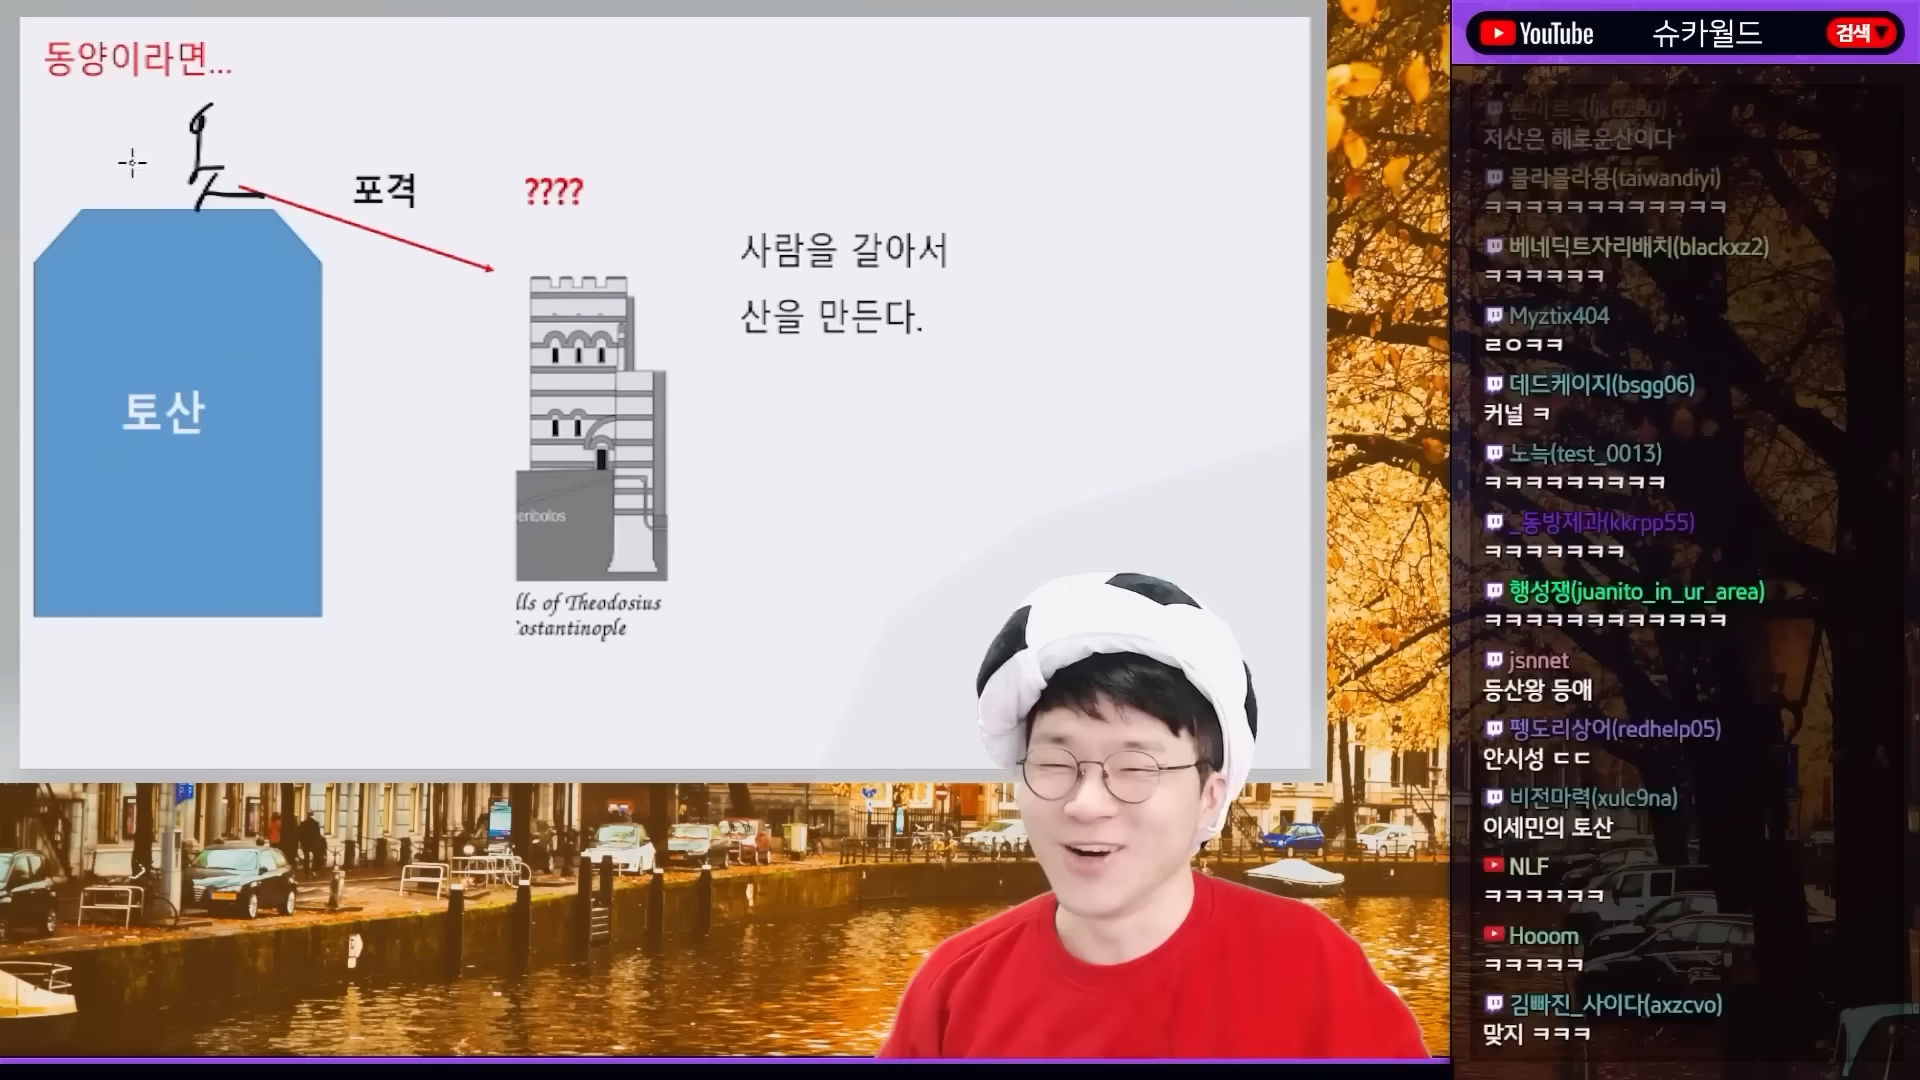 동양이라면...
포격
????
사람을 갈아서
산을 만든다.
토산
eribolos
lls of Theodosius
ostantinople
YouTube
슈카월드
검색
저산은 해로운산이다
몰라몰라용(taiwandiyi)
ㅋㅋㅋㅋㅋㅋㅋㅋㅋㅋㅋㅋ
베네딕트자리배치(blackxz2)
ㅋㅋㅋㅋㅋㅋ
Myztix404
ㄹㅇㅋㅋ
데드케이지(bsgg06)
커널 ㅋ
노늑(test_0013)
ㅋㅋㅋㅋㅋㅋㅋㅋㅋ
_동방제과(kkrpp55)
ㅋㅋㅋㅋㅋㅋㅋ
행성쟁(juanito_in_ur_area)
ㅋㅋㅋㅋㅋㅋㅋㅋㅋㅋㅋㅋ
jsnnet
등산왕 등애
펭도리상어(redhelp05)
안시성 ㄷㄷ
비전마력(xulc9na)
이세민의 토산
NLF
ㅋㅋㅋㅋㅋㅋ
Hooom
ㅋㅋㅋㅋㅋ
김빠진_사이다(axzcvo)
맞지 ㅋㅋㅋ